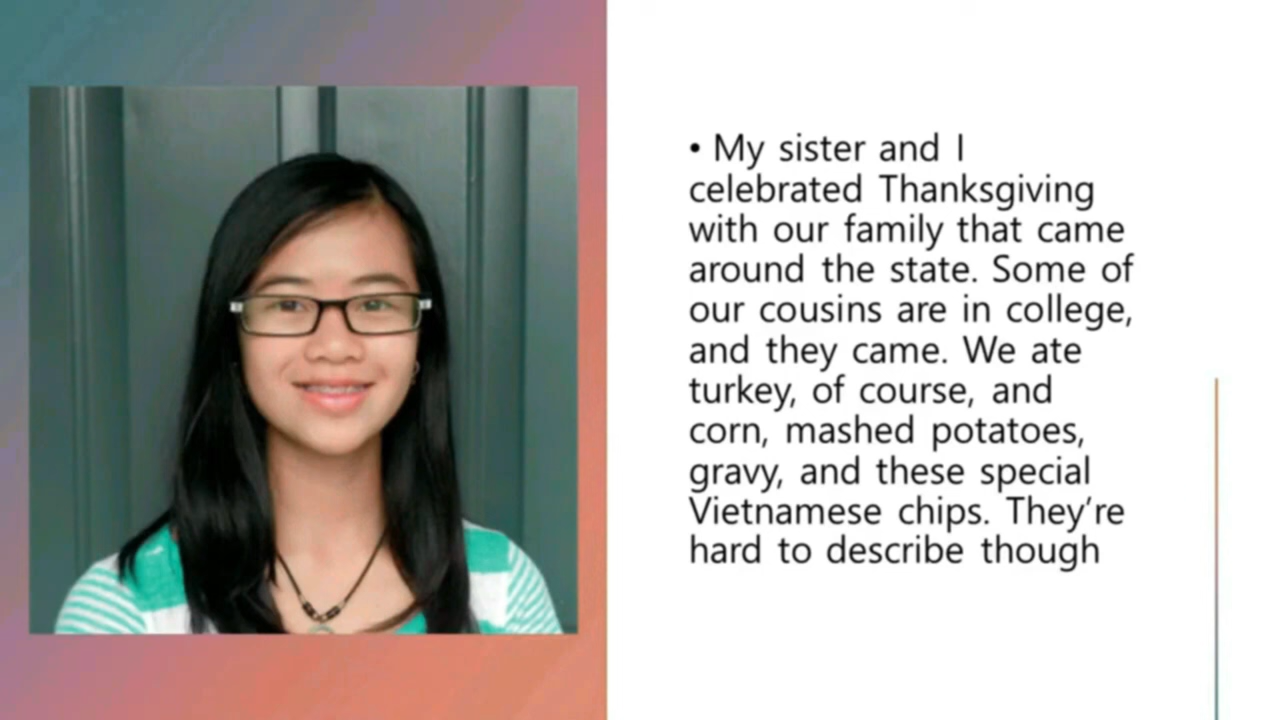 • My sister and I
celebrated Thanksgiving
with our family that came
around the state. Some of
our cousins are in college,
and they came. We ate
turkey, of course, and
corn, mashed potatoes,
gravy, and these special
Vietnamese chips. They’re
hard to describe though